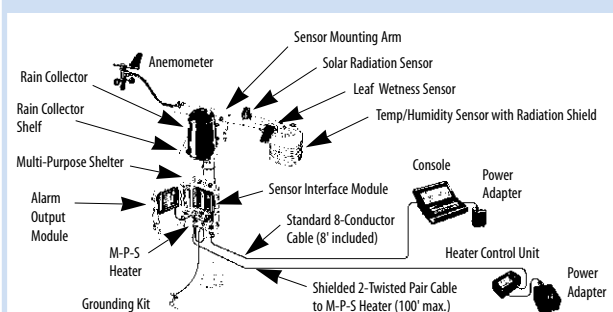 Sensor Mounting Arm
Anemometer
Solar Radiation Sensor
Rain Collector
Leaf Wetness Sensor
Rain Collector
Shelf
Temp/Humidity Sensor with Radiation Shield
Multi-Purpose Shelter
Console
Power
Adapter
Alarm
Output
Module
Sensor Interface Module
Standard 8-Conductor
Cable (8' included)
M-P-S
Heater
Heater Control Unit
Power
Adapter
Shielded 2-Twisted Pair Cable
to M-P-S Heater (100' max.)
Grounding Kit